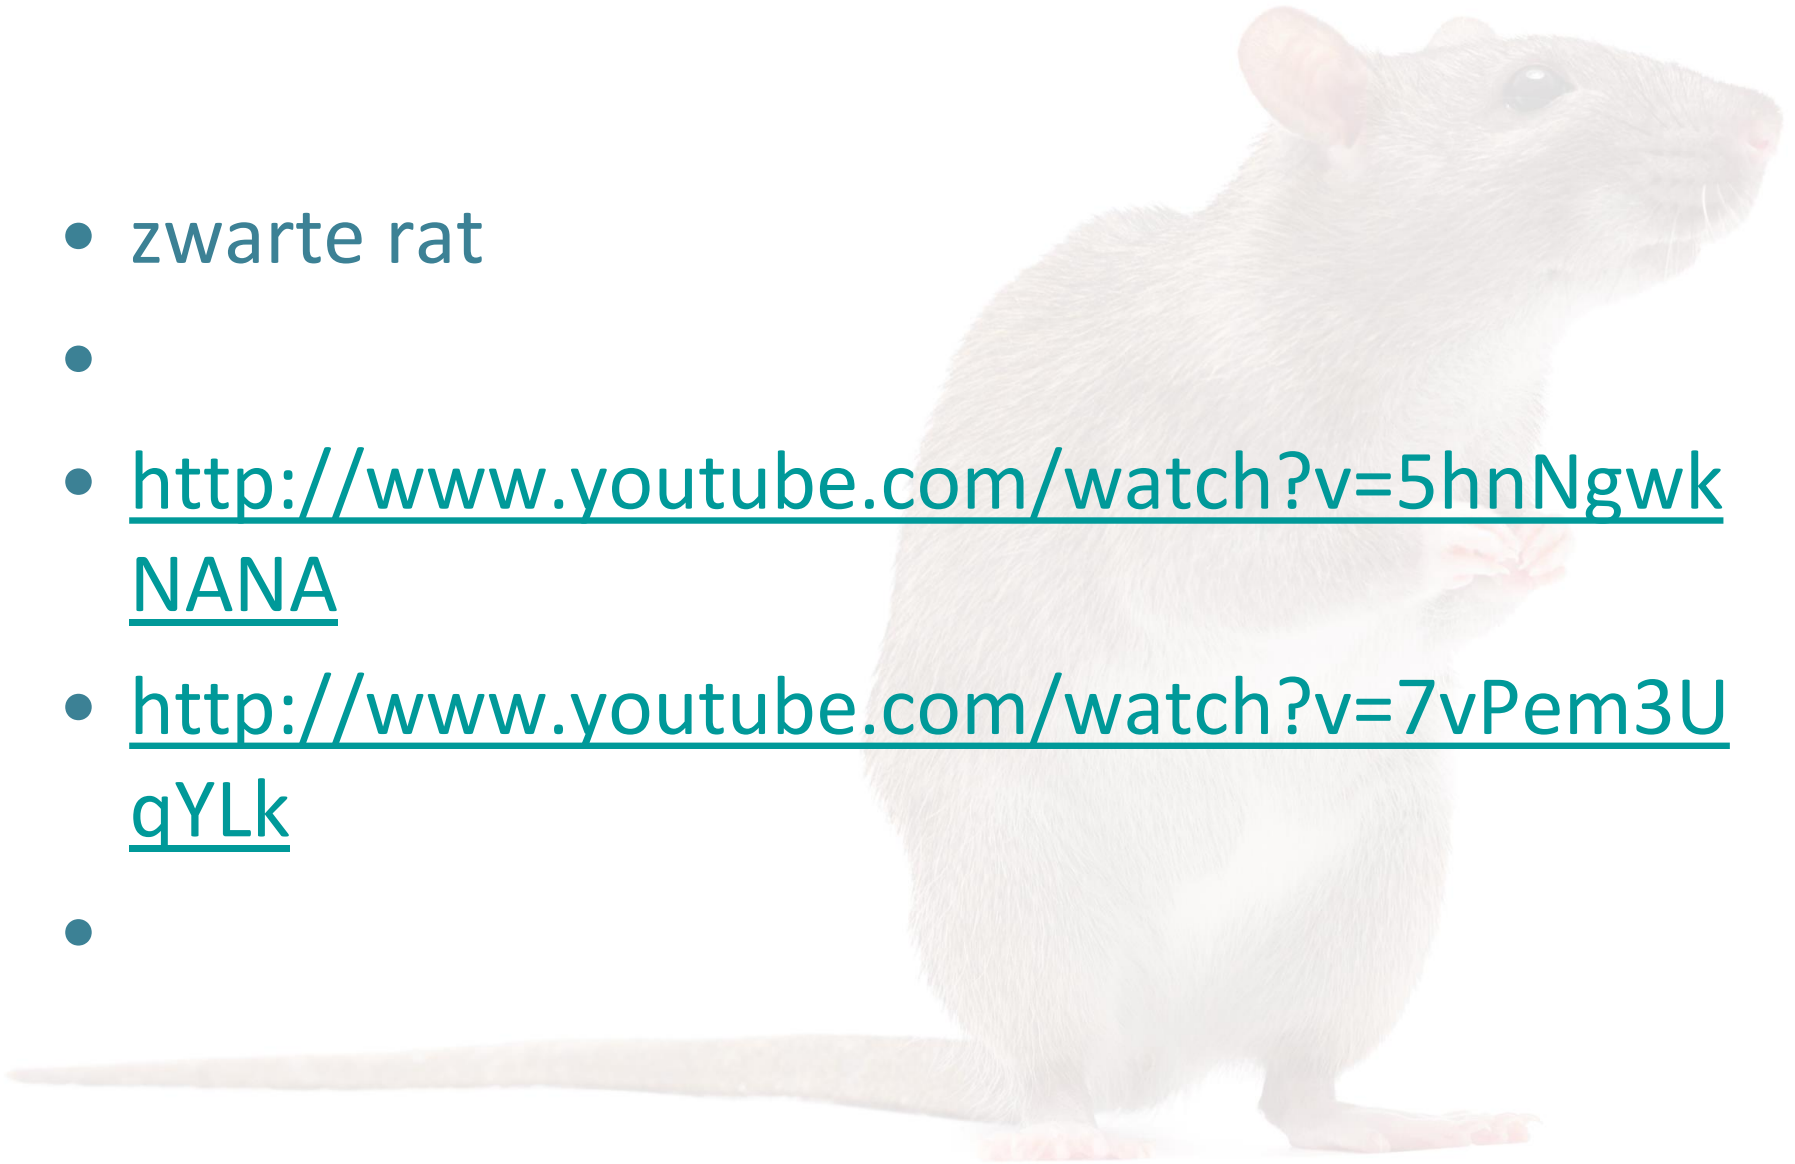 • zwarte rat
•
• http://www.youtube.com/watch?v=5hnNgwk
NANA
• http://www.youtube.com/watch?v=7vPem3U
qYLk
•